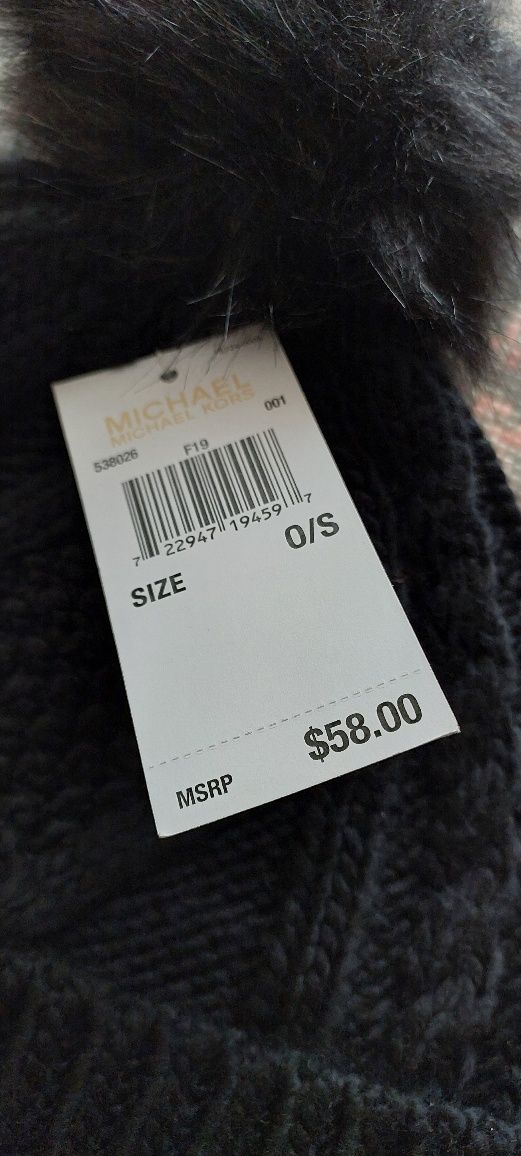 MICHAEL
MICHAEL KORS
538026 F19 001
7 22947 19459 7
SIZE O/S
MSRP $58.00